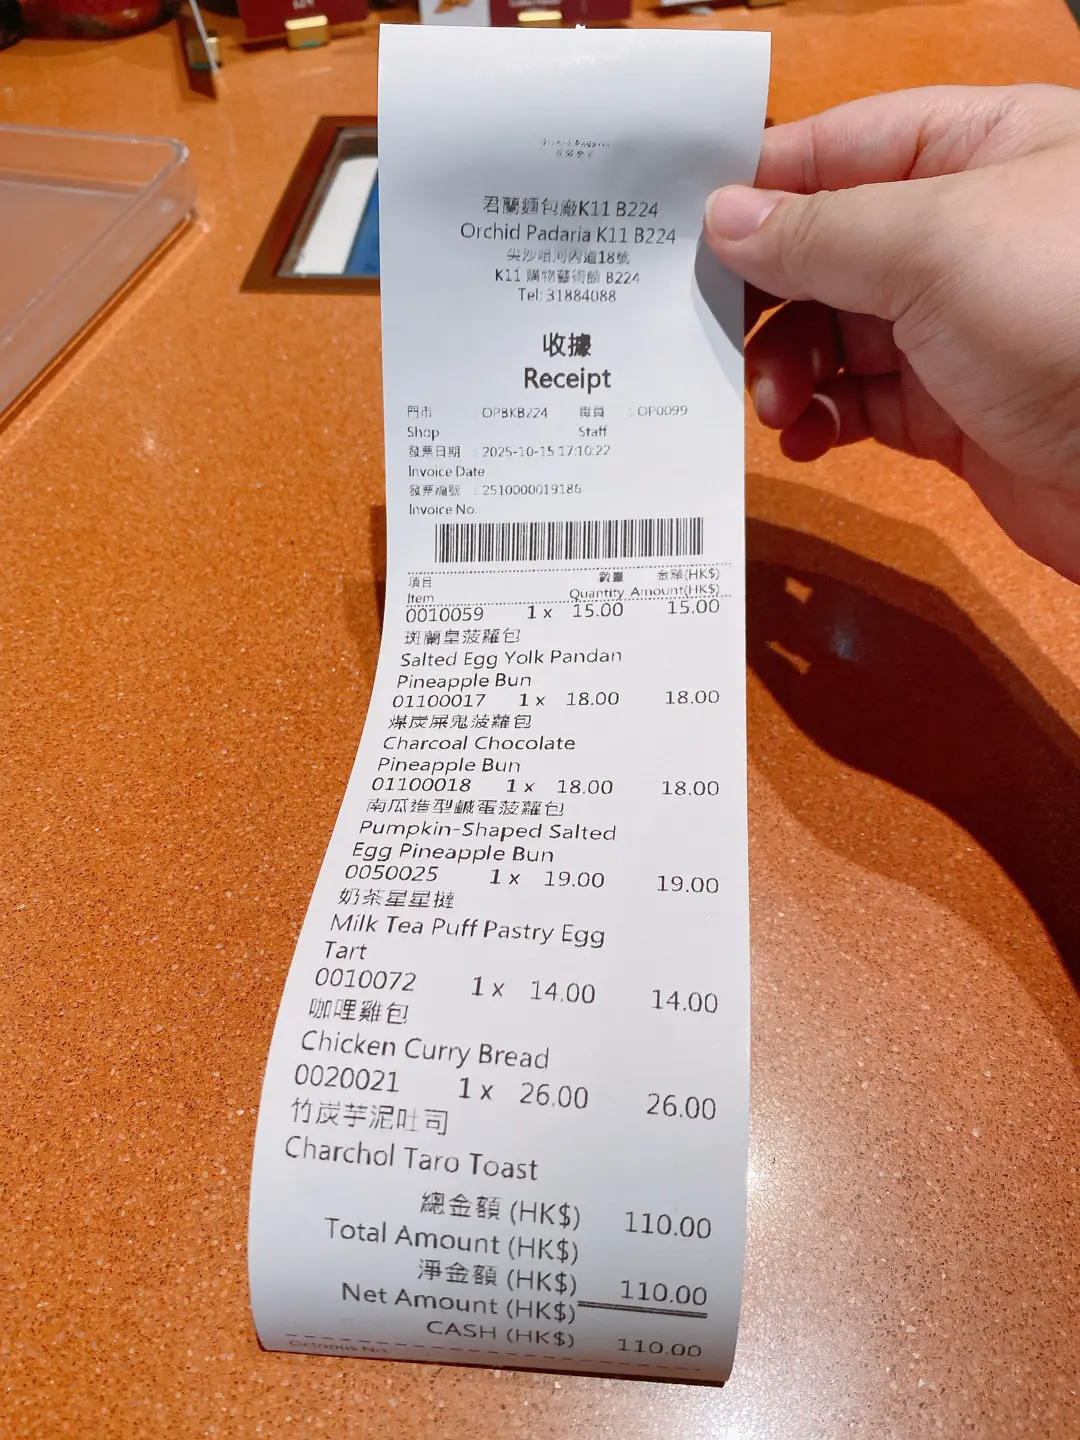 君蘭麵包廠K11 B224
Orchid Padaria K11 B224
尖沙咀河內道18號
K11 購物藝術館 B224
Tel: 31884088
收據
Receipt
門市 : OPBKB224 職員 : OP0099
Shop Staff
發票日期 : 2025-10-15 17:10:22
Invoice Date
發票編號 : 2510000019186
Invoice No.
項目 數量 金額(HK$)
Item Quantity Amount(HK$)
0010059 1 x 15.00 15.00
斑蘭皇菠蘿包
Salted Egg Yolk Pandan
Pineapple Bun
01100017 1 x 18.00 18.00
煤炭屎鬼菠蘿包
Charcoal Chocolate
Pineapple Bun
01100018 1 x 18.00 18.00
南瓜造型鹹蛋菠蘿包
Pumpkin-Shaped Salted
Egg Pineapple Bun
0050025 1 x 19.00 19.00
奶茶星星撻
Milk Tea Puff Pastry Egg
Tart
0010072 1 x 14.00 14.00
咖哩雞包
Chicken Curry Bread
0020021 1 x 26.00 26.00
竹炭芋泥吐司
Charchol Taro Toast
總金額 (HK$) 110.00
Total Amount (HK$)
淨金額 (HK$) 110.00
Net Amount (HK$)
CASH (HK$) 110.00
Octopus No.